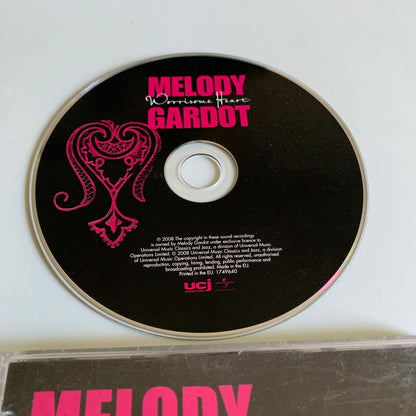 MELODY
Worrisome Heart
GARDOT
℗ 2008 The copyright in these sound recordings
is owned by Melody Gardot under exclusive licence to
Universal Music Classics and Jazz, a division of Universal Music
Operations Limited. © 2008 Universal Music Classics and Jazz, a division
of Universal Music Operations Limited. All rights reserved, unauthorised
reproduction, copying, hiring, lending, public performance and
broadcasting prohibited. Made in the EU.
Printed in the EU. 1749640
ucj
MELODY